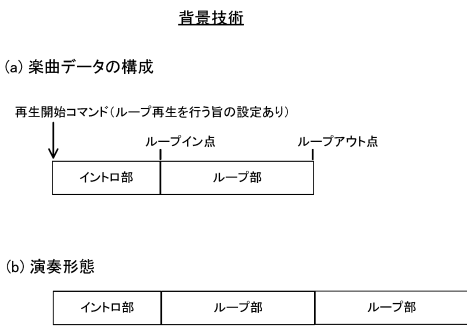 背景技術
(a) 楽曲データの構成
再生開始コマンド(ループ再生を行う旨の設定あり)
ループイン点 ループアウト点
イントロ部 ループ部
(b) 演奏形態
イントロ部 ループ部 ループ部